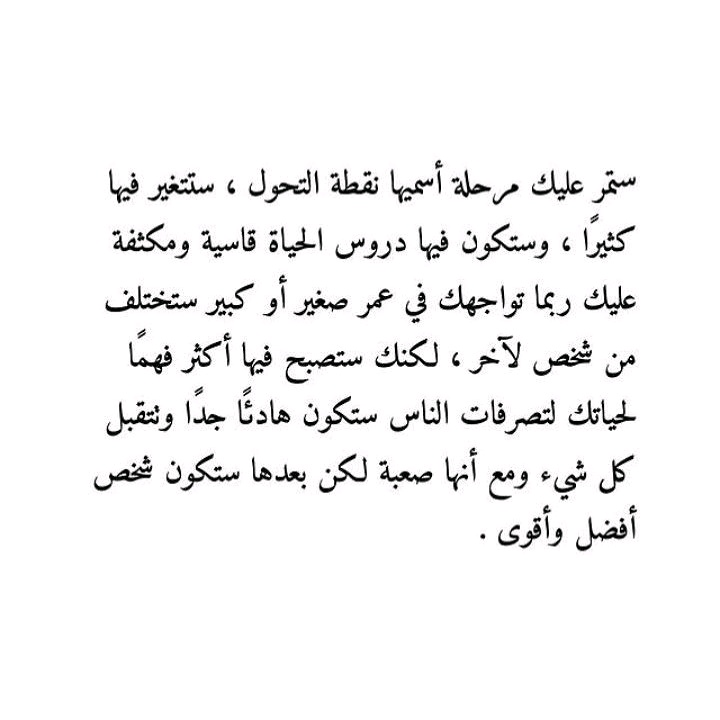 ستمر عليك مرحلة أسميها نقطة التحول ، ستتغير فيها
كثيرًا ، وستكون فيها دروس الحياة قاسية ومكثفة
عليك ربما تواجهك في عمر صغير أو كبير ستختلف
من شخص لآخر ، لكنك ستصبح فيها أكثر فهمًا
لحياتك لتصرفات الناس ستكون هادئًا جدًا وتتقبل
كل شيء ومع أنها صعبة لكن بعدها ستكون شخص
أفضل وأقوى .